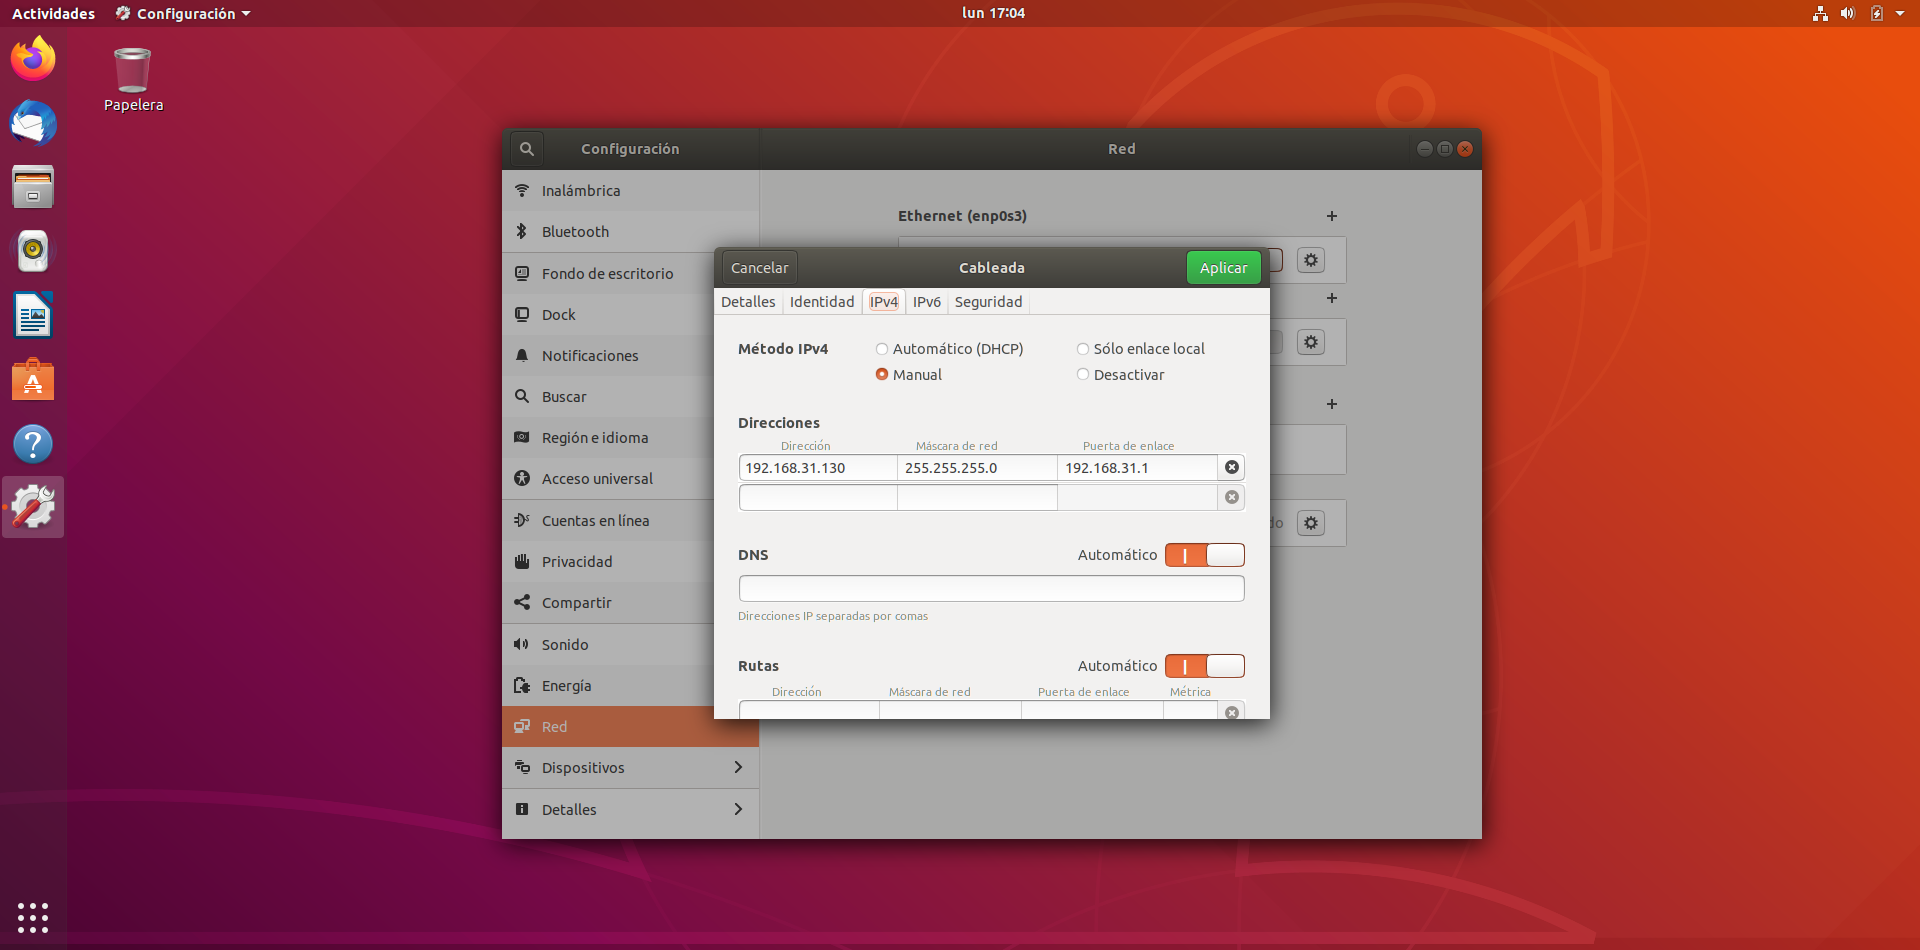 Actividades
Configuración
lun 17:04
Papelera
Configuración
Red
Inalámbrica
Bluetooth
Fondo de escritorio
Dock
Notificaciones
Buscar
Región e idioma
Acceso universal
Cuentas en línea
Privacidad
Compartir
Sonido
Energía
Red
Dispositivos
Detalles
Ethernet (enp0s3)
Cancelar
Cableada
Aplicar
Detalles
Identidad
IPv4
IPv6
Seguridad
Método IPv4
Automático (DHCP)
Sólo enlace local
Manual
Desactivar
Direcciones
Dirección
Máscara de red
Puerta de enlace
192.168.31.130
255.255.255.0
192.168.31.1
DNS
Automático
Direcciones IP separadas por comas
Rutas
Automático
Dirección
Máscara de red
Puerta de enlace
Métrica